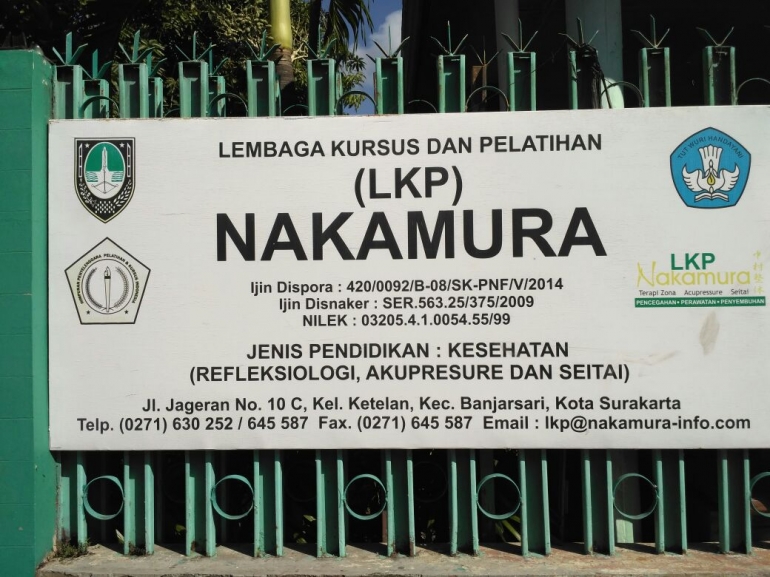 LEMBAGA KURSUS DAN PELATIHAN
(LKP)
NAKAMURA
Ijin Dispora : 420/0092/B-08/SK-PNF/V/2014
Ijin Disnaker : SER.563.25/375/2009
NILEK : 03205.4.1.0054.55/99
JENIS PENDIDIKAN : KESEHATAN
(REFLEKSIOLOGI, AKUPRESURE DAN SEITAI)
Jl. Jageran No. 10 C, Kel. Ketelan, Kec. Banjarsari, Kota Surakarta
Telp. (0271) 630 252 / 645 587 Fax. (0271) 645 587 Email : lkp@nakamura-info.com
TUT WURI HANDAYANI
LKP
Nakamura
Terapi Zona Acupressure Seitai
PENCEGAHAN • PERAWATAN • PENYEMBUHAN